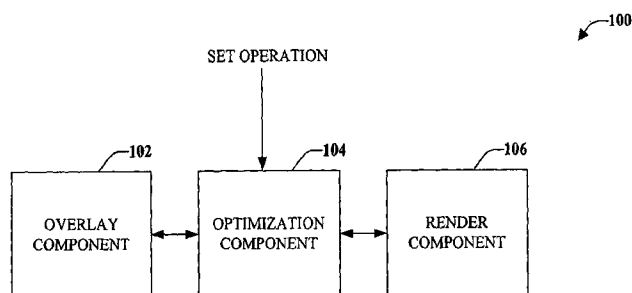 100
SET OPERATION
102
104
106
OVERLAY
COMPONENT
OPTIMIZATION
COMPONENT
RENDER
COMPONENT